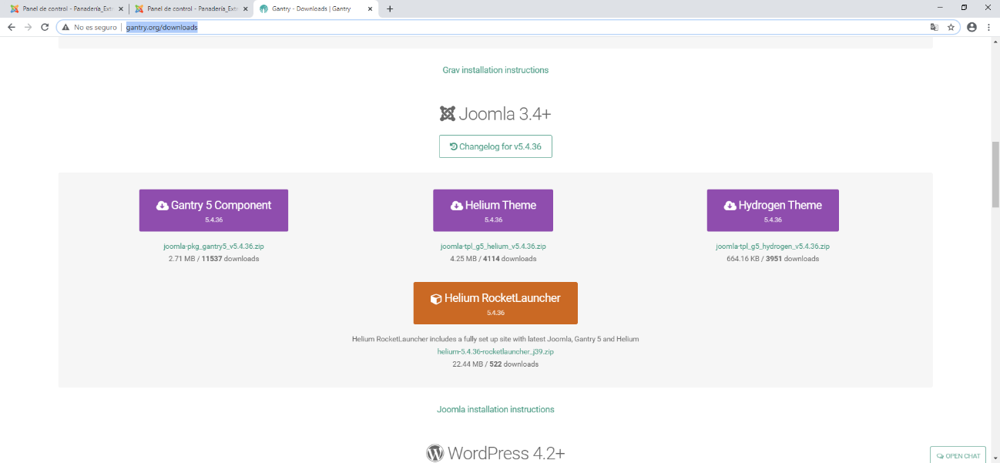 Panel de control - Panadería_Ext
Panel de control - Panadería_Ext
Gantry - Downloads | Gantry
No es seguro
gantry.org/downloads
Grav installation instructions
Joomla 3.4+
Changelog for v5.4.36
Gantry 5 Component
5.4.36
joomla-pkg_gantry5_v5.4.36.zip
2.71 MB / 11537 downloads
Helium Theme
5.4.36
joomla-tpl_g5_helium_v5.4.36.zip
4.25 MB / 4114 downloads
Hydrogen Theme
5.4.36
joomla-tpl_g5_hydrogen_v5.4.36.zip
664.16 KB / 3951 downloads
Helium RocketLauncher
5.4.36
Helium RocketLauncher includes a fully set up site with latest Joomla, Gantry 5 and Helium
helium-5.4.36-rocketlauncher_j39.zip
22.44 MB / 522 downloads
Joomla installation instructions
WordPress 4.2+
OPEN CHAT